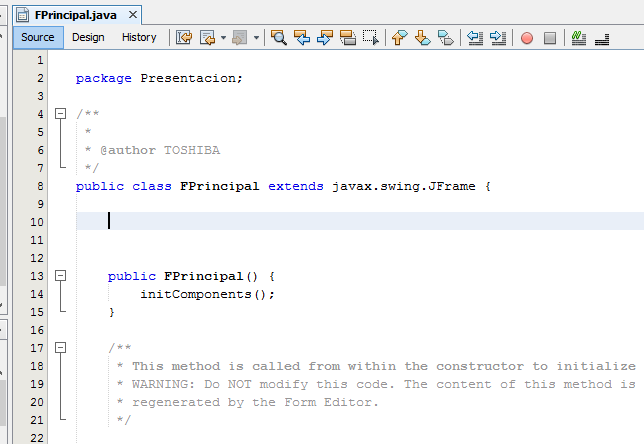 FPrincipal.java
Source Design History
1
2 package Presentacion;
3
4 /**
5 *
6 * @author TOSHIBA
7 */
8 public class FPrincipal extends javax.swing.JFrame {
9
10
11
12
13 public FPrincipal() {
14 initComponents();
15 }
16
17 /**
18 * This method is called from within the constructor to initialize
19 * WARNING: Do NOT modify this code. The content of this method is
20 * regenerated by the Form Editor.
21 */
22